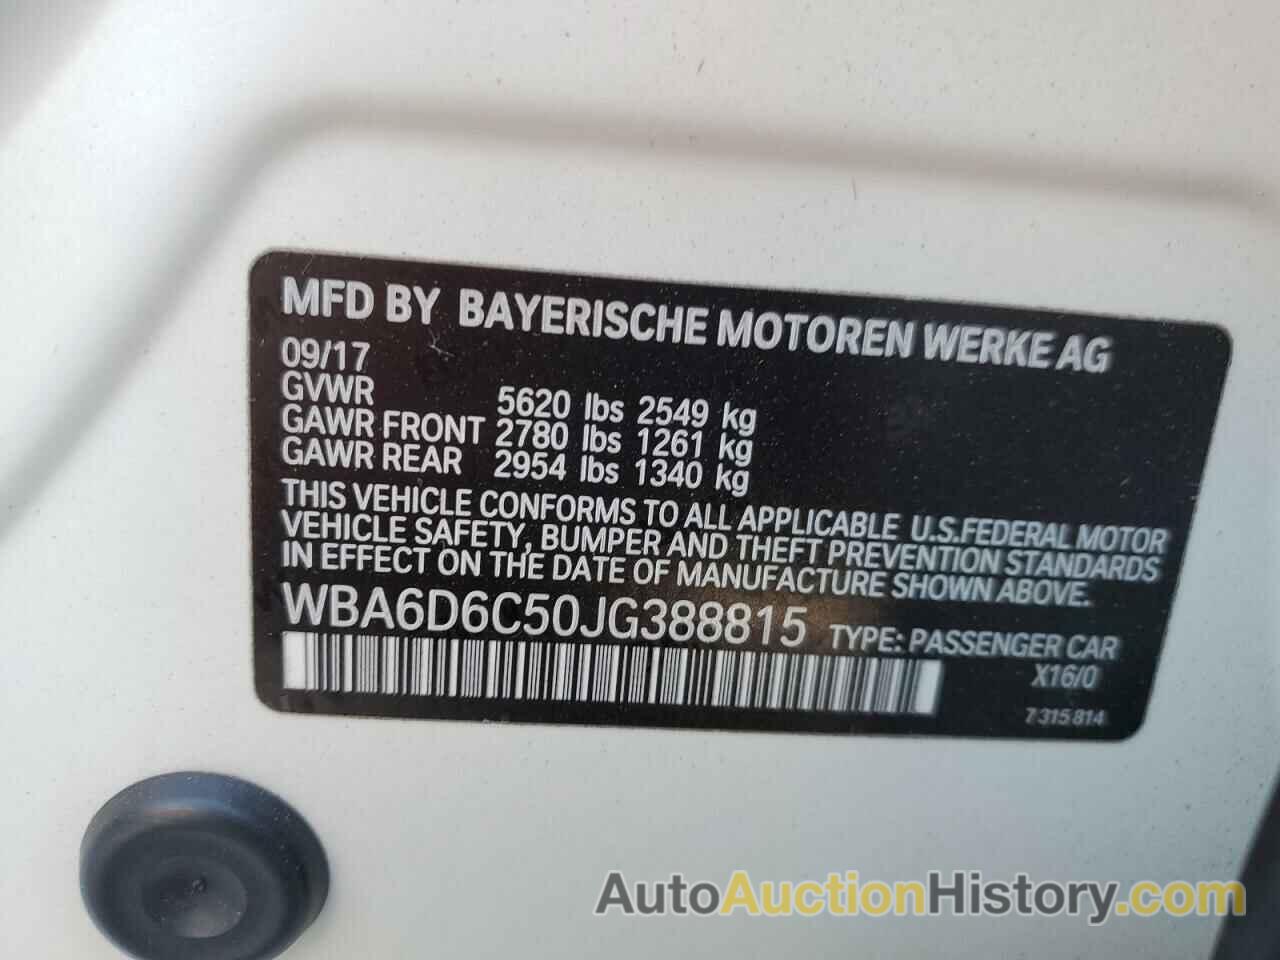 MFD BY BAYERISCHE MOTOREN WERKE AG
09/17
GVWR 5620 lbs 2549 kg
GAWR FRONT 2780 lbs 1261 kg
GAWR REAR 2954 lbs 1340 kg
THIS VEHICLE CONFORMS TO ALL APPLICABLE U.S.FEDERAL MOTOR
VEHICLE SAFETY, BUMPER AND THEFT PREVENTION STANDARDS
IN EFFECT ON THE DATE OF MANUFACTURE SHOWN ABOVE.
WBA6D6C50JG388815 TYPE: PASSENGER CAR
X16/0
7 315 814
AutoAuctionHistory.com